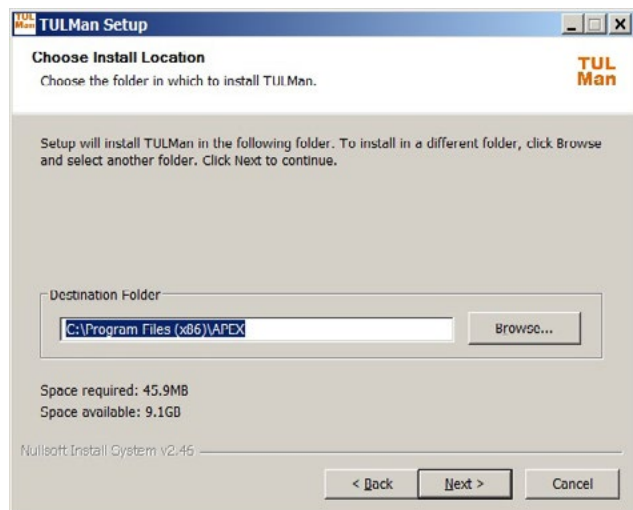 TUL Man TULMan Setup
Choose Install Location
Choose the folder in which to install TULMan.
TUL
Man
Setup will install TULMan in the following folder. To install in a different folder, click Browse
and select another folder. Click Next to continue.
Destination Folder
C:\Program Files (x86)\APEX
Browse...
Space required: 45.9MB
Space available: 9.1GB
Nullsoft Install System v2.46
< Back
Next >
Cancel